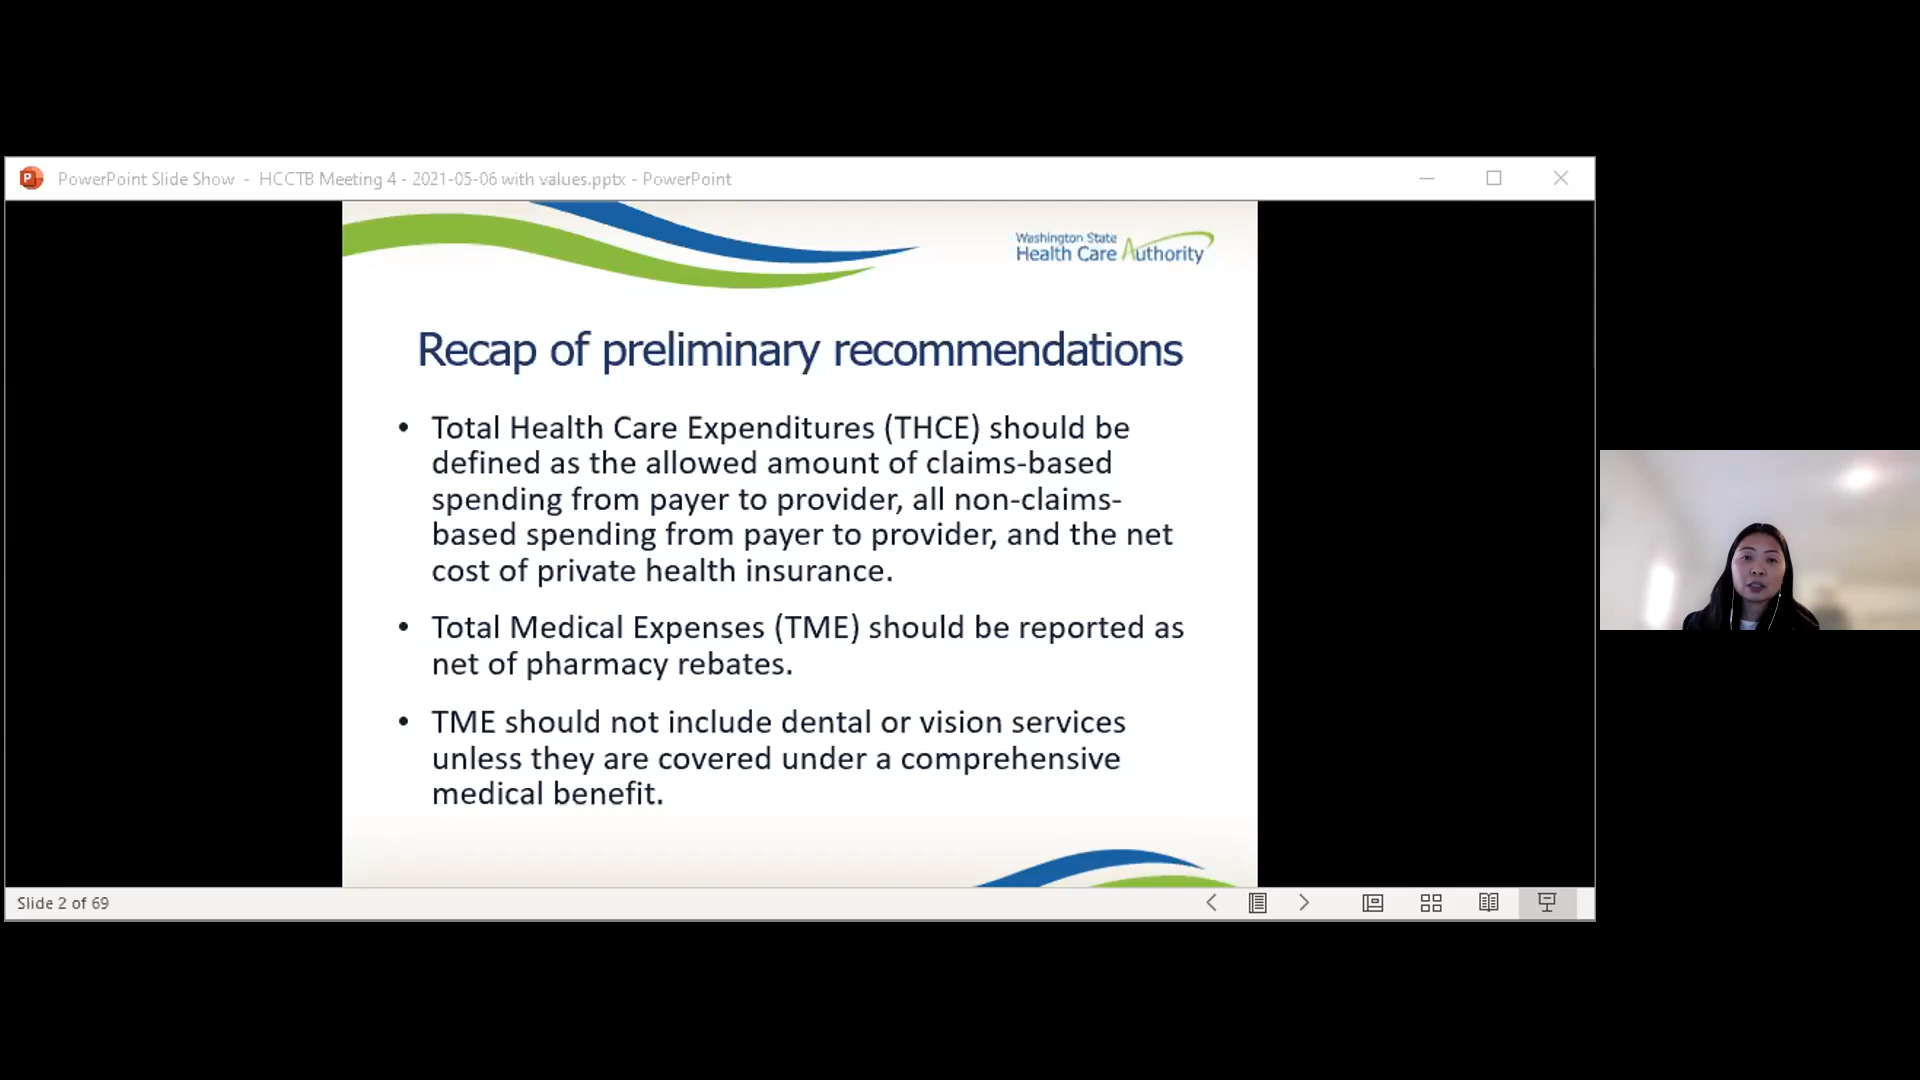 PowerPoint Slide Show - HCCTB Meeting 4 - 2021-05-06 with values.pptx - PowerPoint
Washington State
Health Care Authority
Recap of preliminary recommendations
• Total Health Care Expenditures (THCE) should be
defined as the allowed amount of claims-based
spending from payer to provider, all non-claims-
based spending from payer to provider, and the net
cost of private health insurance.
• Total Medical Expenses (TME) should be reported as
net of pharmacy rebates.
• TME should not include dental or vision services
unless they are covered under a comprehensive
medical benefit.
Slide 2 of 69